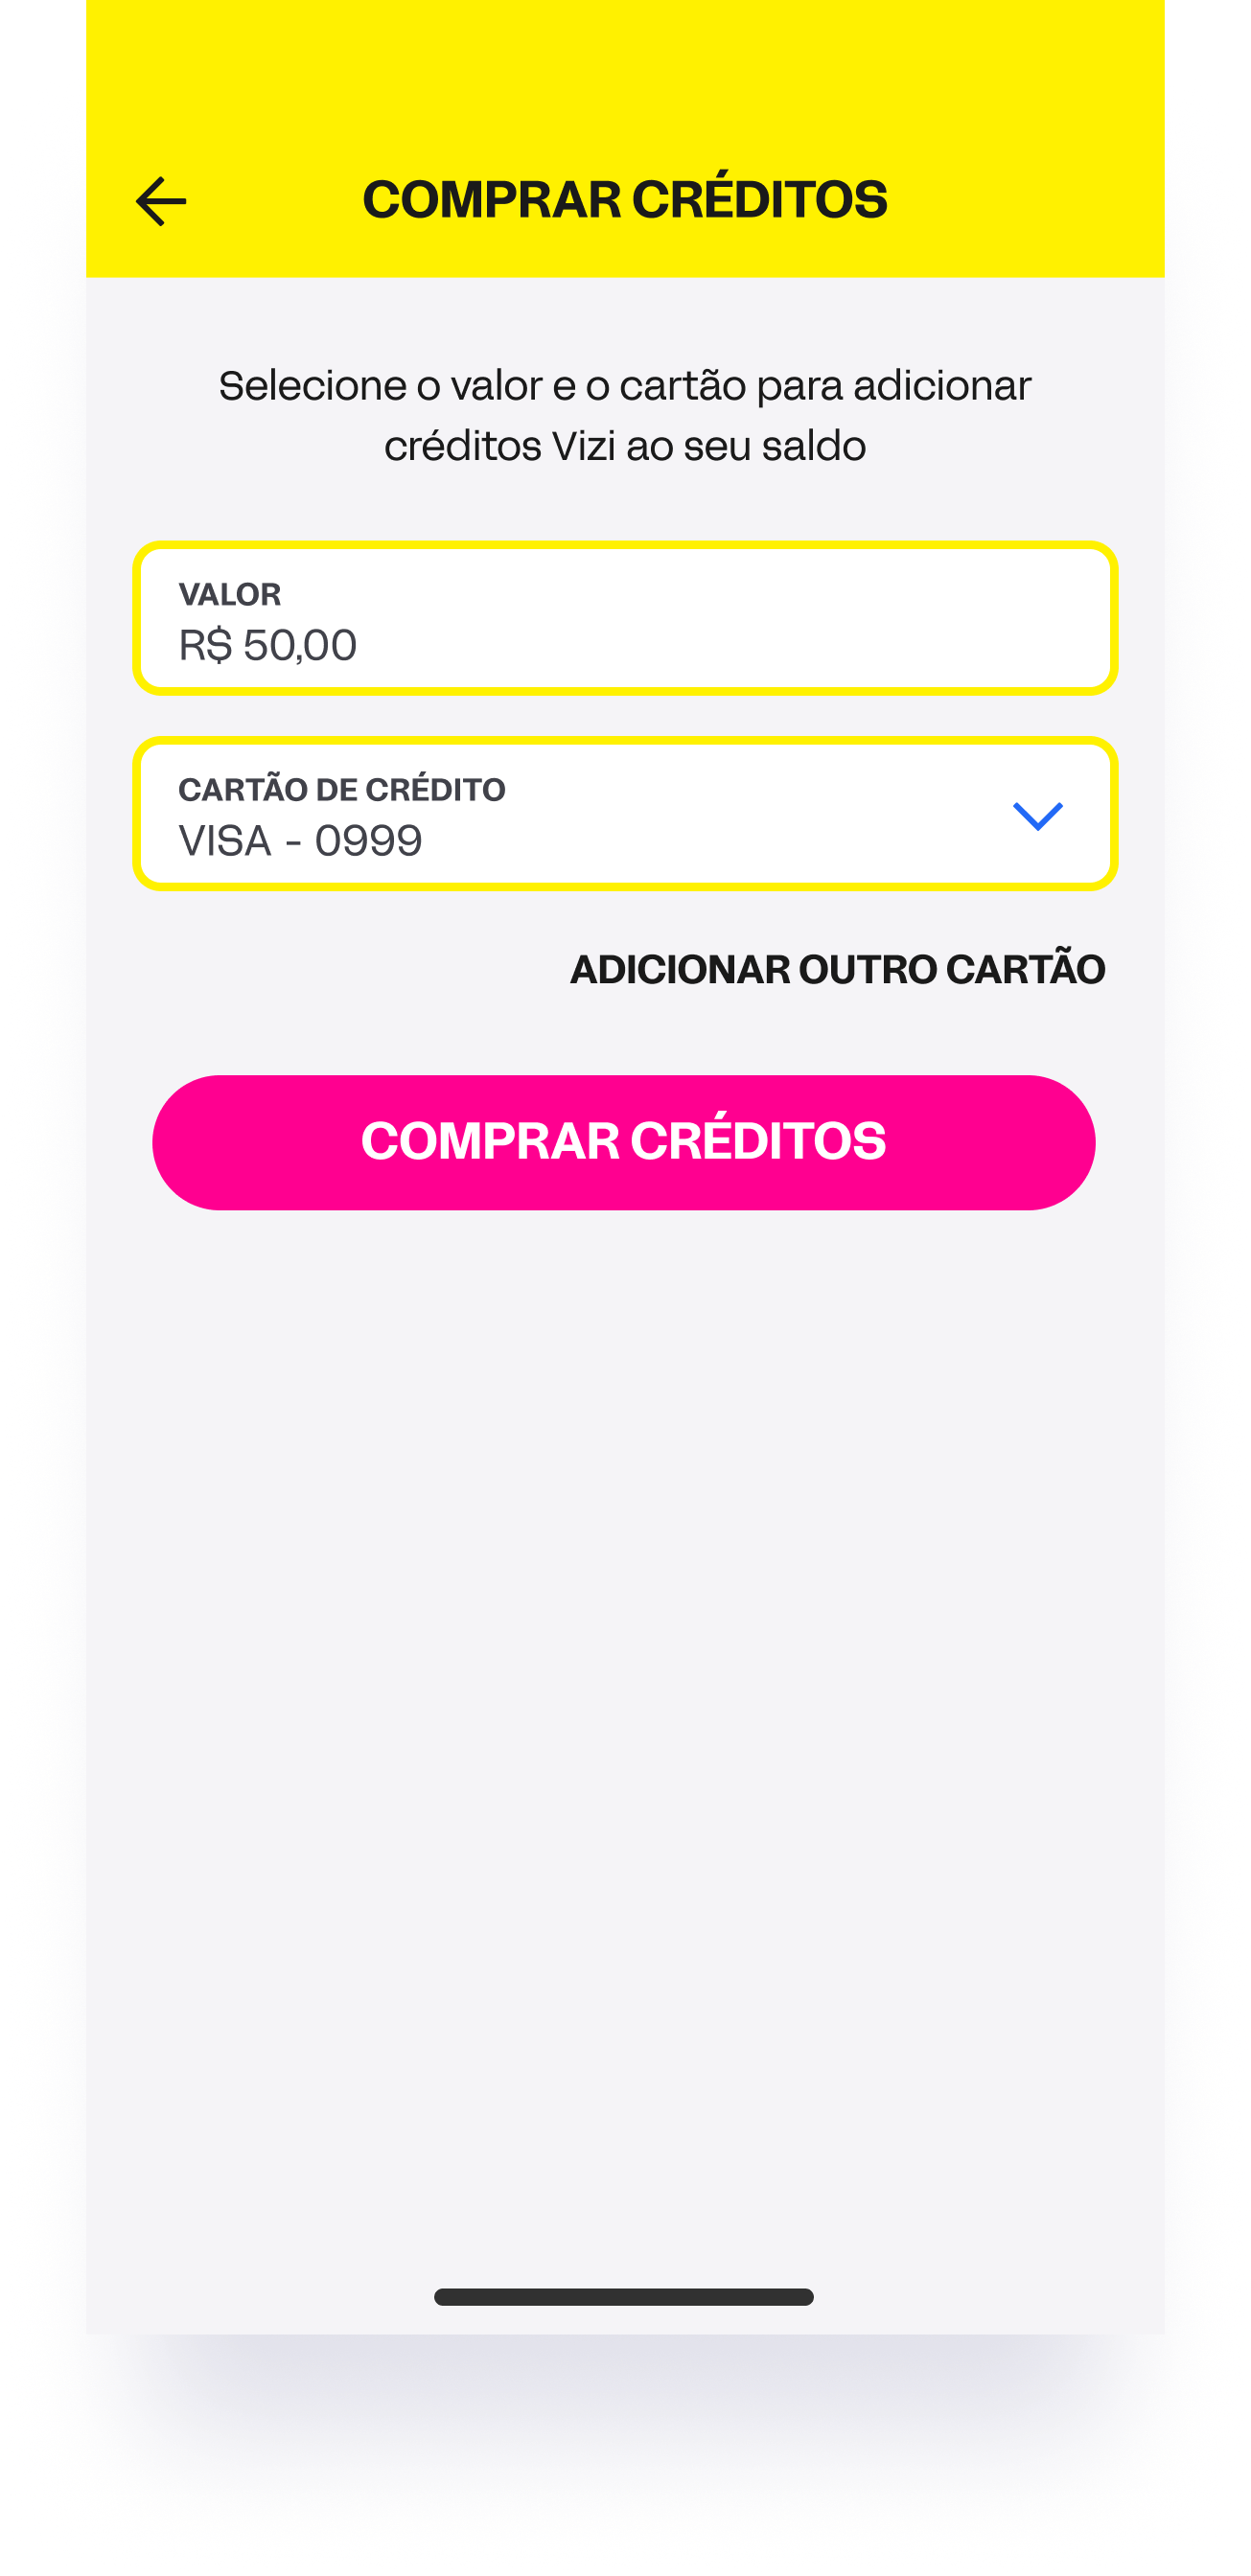 COMPRAR CRÉDITOS
Selecione o valor e o cartão para adicionar
créditos Vizi ao seu saldo
VALOR
R$ 50,00
CARTÃO DE CRÉDITO
VISA - 0999
ADICIONAR OUTRO CARTÃO
COMPRAR CRÉDITOS